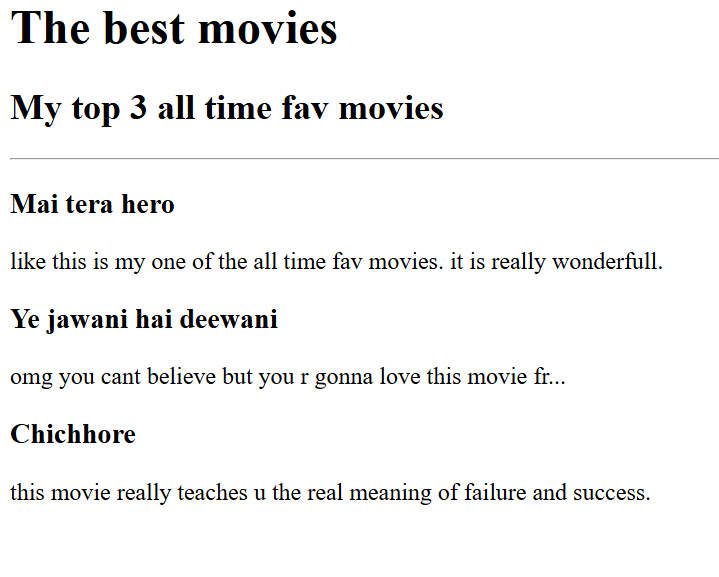 The best movies
My top 3 all time fav movies
Mai tera hero
like this is my one of the all time fav movies. it is really wonderfull.
Ye jawani hai deewani
omg you cant believe but you r gonna love this movie fr...
Chichhore
this movie really teaches u the real meaning of failure and success.